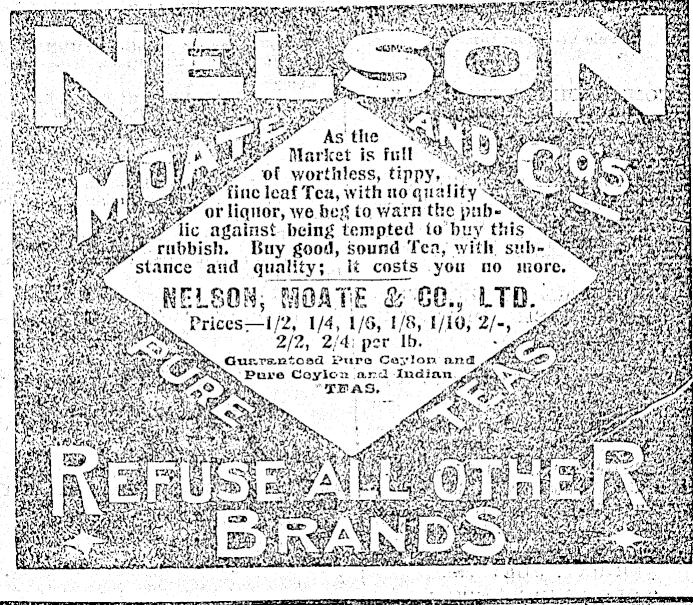 NELSON
MOATE AND CO'S
As the
Market is full
of worthless, tippy,
fine leaf Tea, with no quality
or liquor, we beg to warn the pub-
lic against being tempted to buy this
rubbish. Buy good, sound Tea, with sub-
stance and quality; it costs you no more.
NELSON, MOATE & CO., LTD.
Prices—1/2, 1/4, 1/6, 1/8, 1/10, 2/-,
2/2, 2/4 per lb.
Guaranteed Pure Ceylon and
Pure Ceylon and Indian
TEAS.
PURE TEAS
REFUSE ALL OTHER
BRANDS